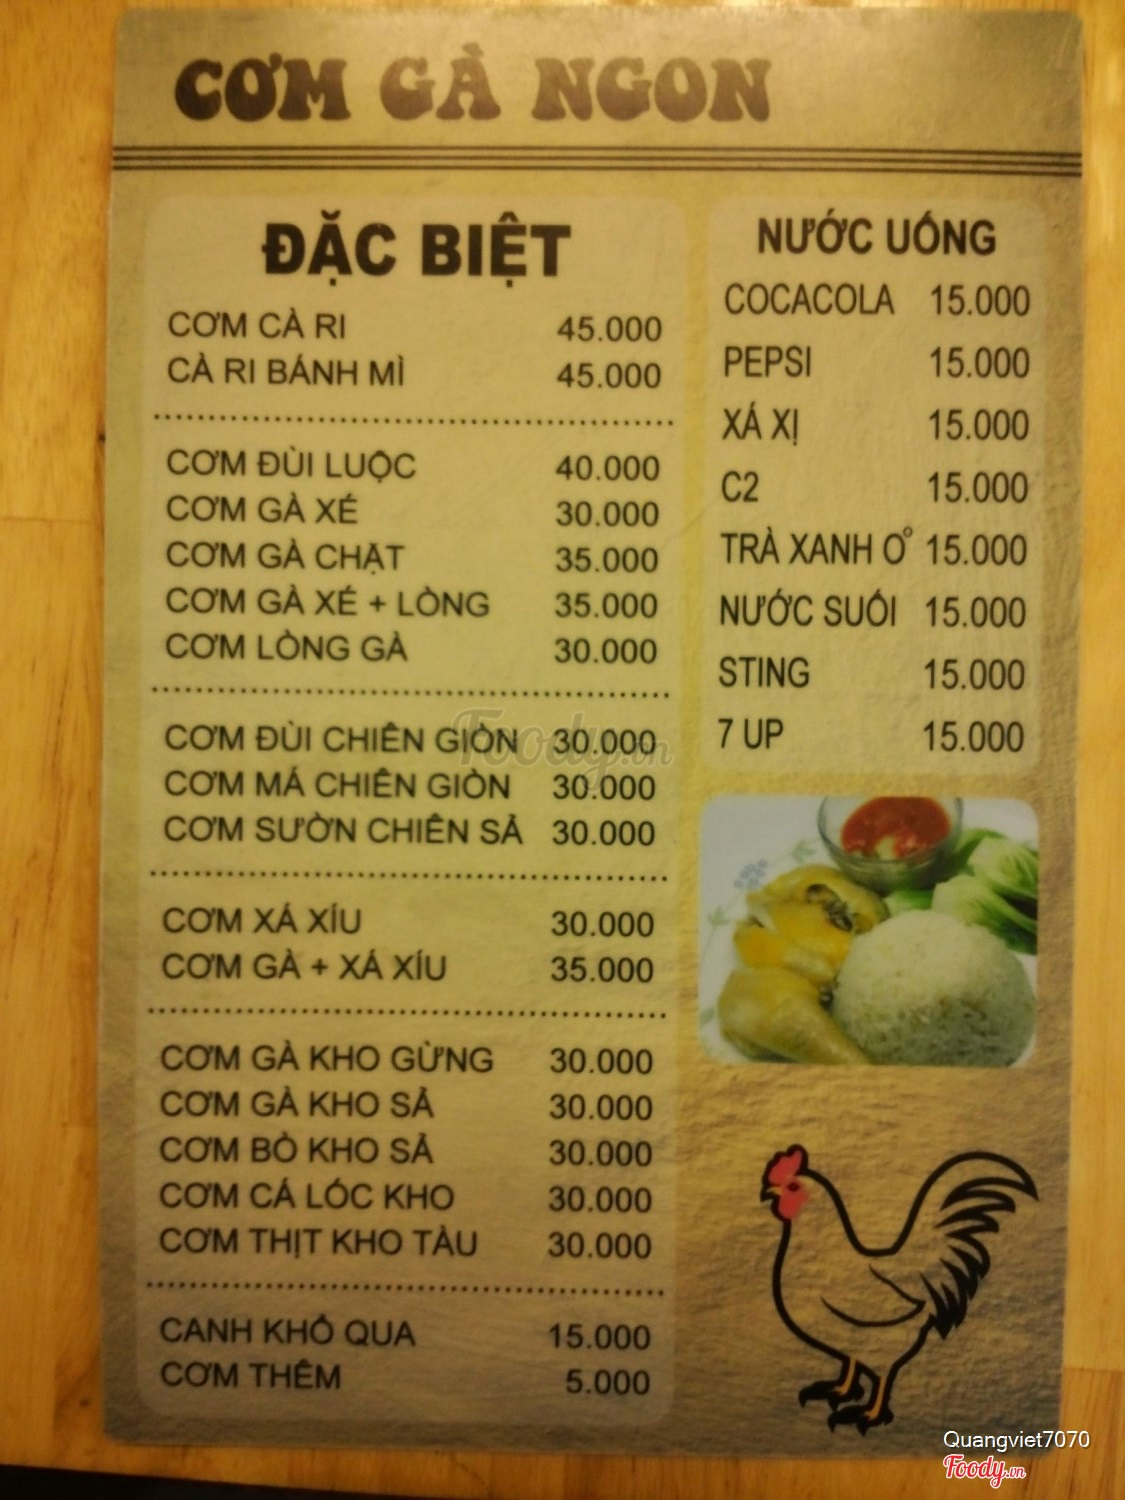 CƠM GÀ NGON
ĐẶC BIỆT
CƠM CÀ RI 45.000
CÀ RI BÁNH MÌ 45.000
CƠM ĐÙI LUỘC 40.000
CƠM GÀ XÉ 30.000
CƠM GÀ CHẶT 35.000
CƠM GÀ XÉ + LÒNG 35.000
CƠM LÒNG GÀ 30.000
CƠM ĐÙI CHIÊN GIÒN 30.000
CƠM MÁ CHIÊN GIÒN 30.000
CƠM SƯỜN CHIÊN SẢ 30.000
CƠM XÁ XÍU 30.000
CƠM GÀ + XÁ XÍU 35.000
CƠM GÀ KHO GỪNG 30.000
CƠM GÀ KHO SẢ 30.000
CƠM BÒ KHO SẢ 30.000
CƠM CÁ LÓC KHO 30.000
CƠM THỊT KHO TÀU 30.000
CANH KHỔ QUA 15.000
CƠM THÊM 5.000
NƯỚC UỐNG
COCACOLA 15.000
PEPSI 15.000
XÁ XỊ 15.000
C2 15.000
TRÀ XANH O° 15.000
NƯỚC SUỐI 15.000
STING 15.000
7 UP 15.000
Foody.vn
Quangviet7070
Foody.vn